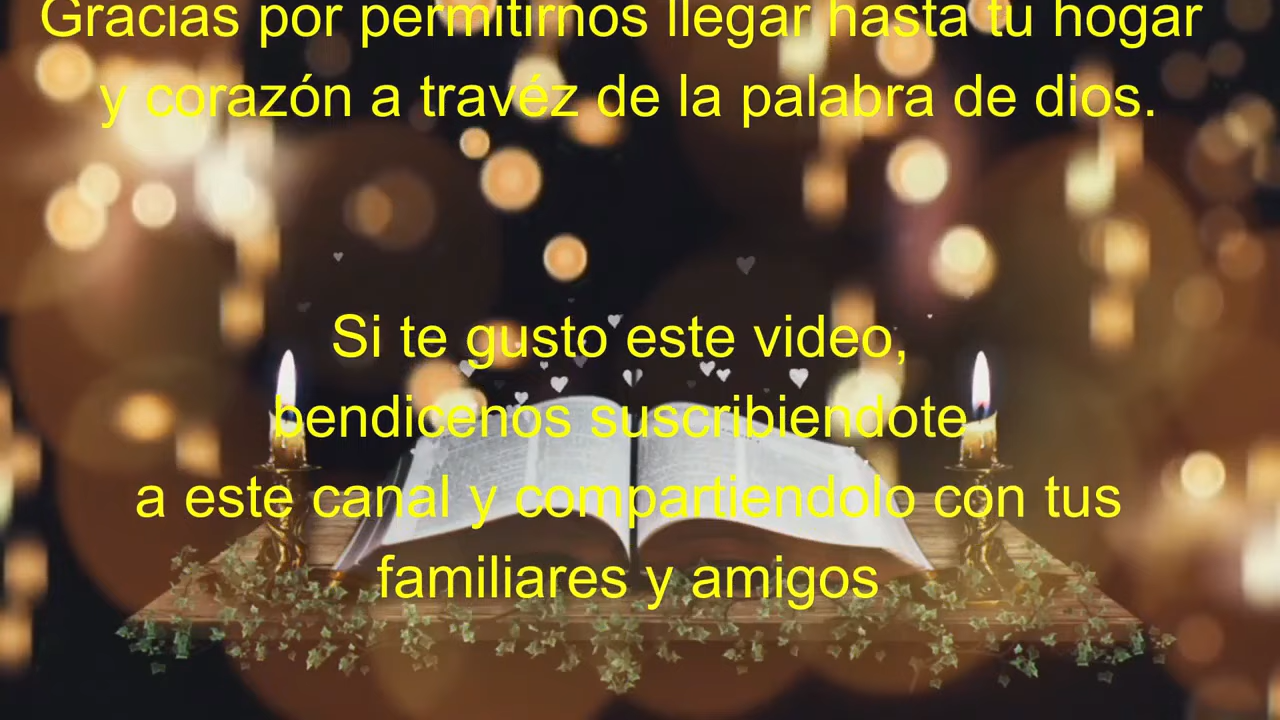 Gracias por permitirnos llegar hasta tu hogar
y corazón a travéz de la palabra de dios.
Si te gusto este video,
bendicenos suscribiendote
a este canal y compartiendolo con tus
familiares y amigos